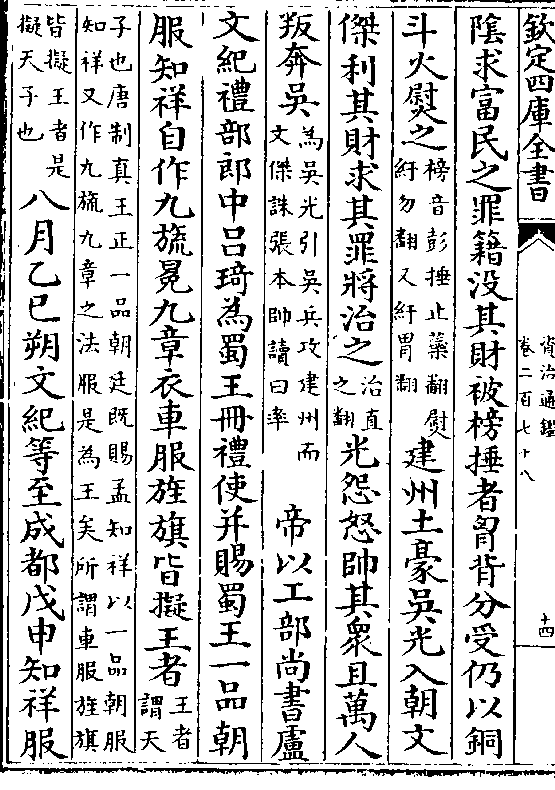 欽定四庫全書
資治通鑑
卷二百七十八
十四
陰求富民之罪籍没其財被榜捶者胷背分受仍以銅
斗火熨之榜音彭捶止蘂翻熨紆勿翻又紆胃翻建州土豪吳光入朝文
傑利其財求其罪將治之治直之翻光怨怒帥其衆且萬人
叛奔吳為吳光引吳兵攻建州而文傑誅張本帥讀曰率帝以工部尚書盧
文紀禮部郎中吕琦為蜀王冊禮使并賜蜀王一品朝
服知祥自作九旒冕九章衣車服旌旗皆擬王者王者謂天
子也唐制真王正一品朝廷既賜孟知祥以一品朝服知祥又作九旒九章之法服是為王矣所謂車服旌旗
皆擬王者是擬天子也八月乙巳朔文紀等至成都戊申知祥服